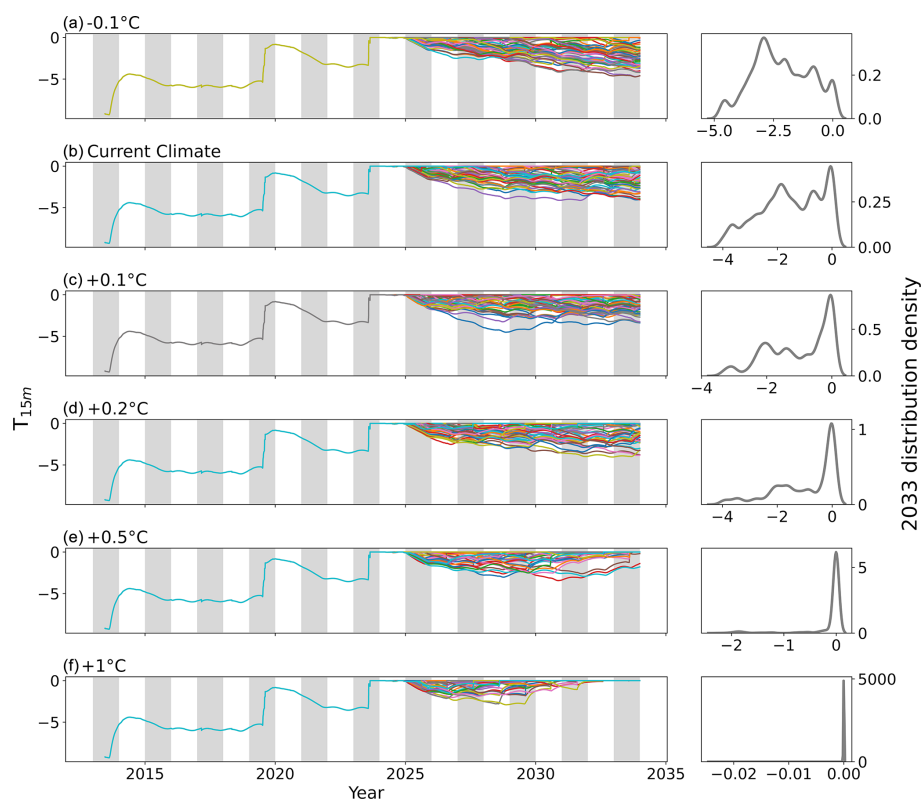 (a) -0.1°C
0
−5
0.2
0.0
−5.0 −2.5 0.0
(b) Current Climate
0
−5
0.25
0.00
−4 −2 0
(c) +0.1°C
0
−5
0.5
0.0
−4 −2 0
(d) +0.2°C
0
−5
1
0
−4 −2 0
(e) +0.5°C
0
−5
5
0
−2 −1 0
(f) +1°C
0
−5
5000
0
−0.02 −0.01 0.00
2015 2020 2025 2030 2035
Year
T15m
2033 distribution density